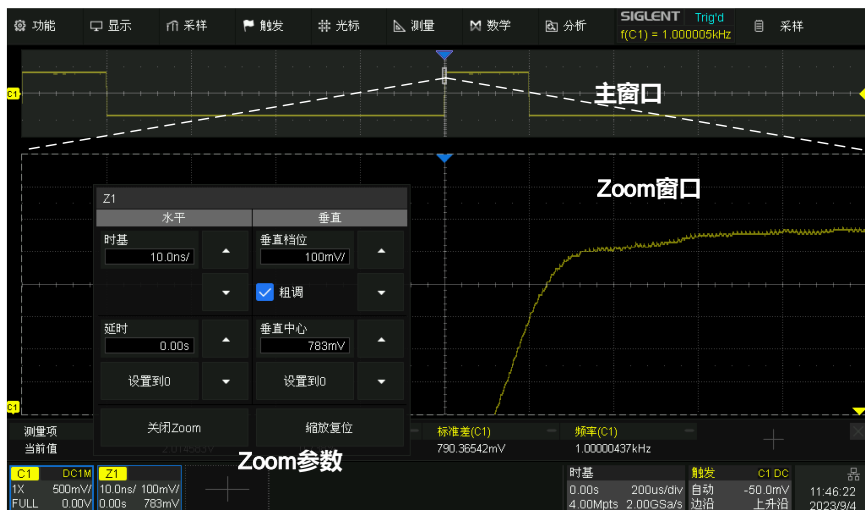 功能 显示 采样 触发 光标 测量 数学 分析 SIGLENT Trig'd 采样
f(C1) = 1.000005kHz
C1
主窗口
Zoom窗口
Z1
水平 垂直
时基 垂直档位
10.0ns/ 100mV/
粗调
延时 垂直中心
0.00s 783mV
设置到0 设置到0
C1
关闭Zoom 缩放复位
测量项 标准差(C1) 频率(C1)
当前值 790.36542mV 1.00000437kHz
Zoom参数
C1 DC1M Z1 时基 触发 C1 DC
1X 500mV/ 10.0ns/ 100mV/ 0.00s 200us/div 自动 -50.0mV 11:46:22
FULL 0.00V 0.00s 783mV 4.00Mpts 2.00GSa/s 边沿 上升沿 2023/9/4